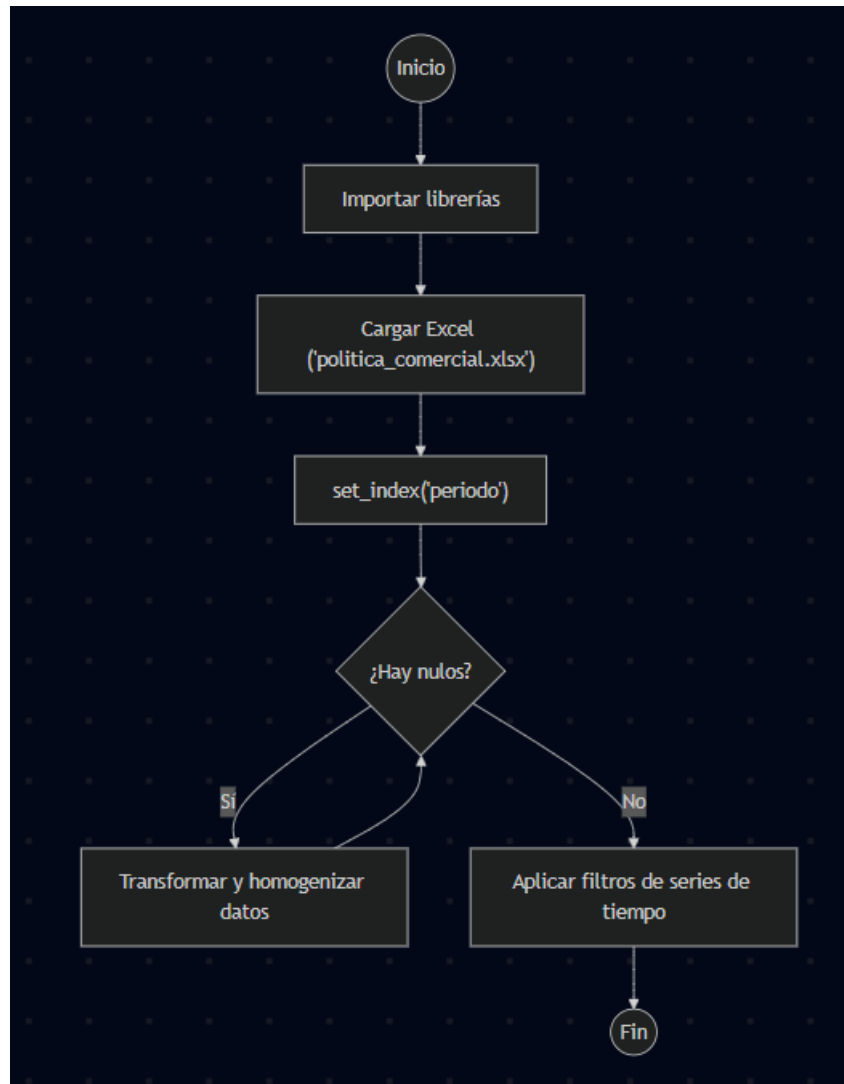 Inicio
Importar librerías
Cargar Excel
('politica_comercial.xlsx')
set_index('periodo')
¿Hay nulos?
Sí
No
Transformar y homogenizar
datos
Aplicar filtros de series de
tiempo
Fin